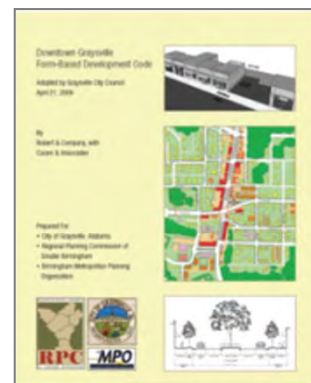 Downtown Graysville
Form-Based Development Code
Adopted by Graysville City Council
April 21, 2009
By
Robert & Company, with
& Associates
Prepared For
• City of Graysville, Alabama
• Regional Planning Commission of
Greater Birmingham
• Birmingham Metropolitan Planning
Organization
RPC
MPO